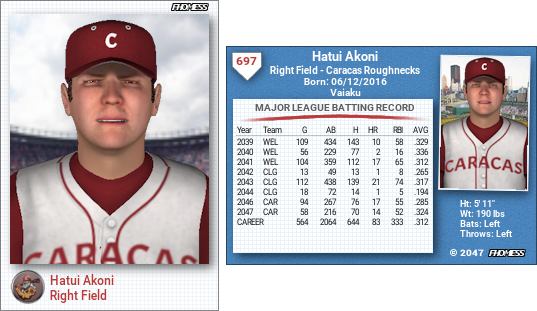 PHOMESS
C
CARACAS
Hatui Akoni
Right Field
697
Hatui Akoni
Right Field - Caracas Roughnecks
Born: 06/12/2016
Vaiaku
MAJOR LEAGUE BATTING RECORD
Year Team G AB H HR RBI AVG
2039 WEL 109 434 143 10 58 .329
2040 WEL 56 229 77 2 16 .336
2041 WEL 104 359 112 17 65 .312
2042 CLG 13 49 13 1 8 .265
2043 CLG 112 438 139 21 74 .317
2044 CLG 18 72 14 1 5 .194
2046 CAR 94 267 76 17 55 .285
2047 CAR 58 216 70 14 52 .324
CAREER 564 2064 644 83 333 .312
CARACAS
Ht: 5' 11"
Wt: 190 lbs
Bats: Left
Throws: Left
© 2047 PHOMESS